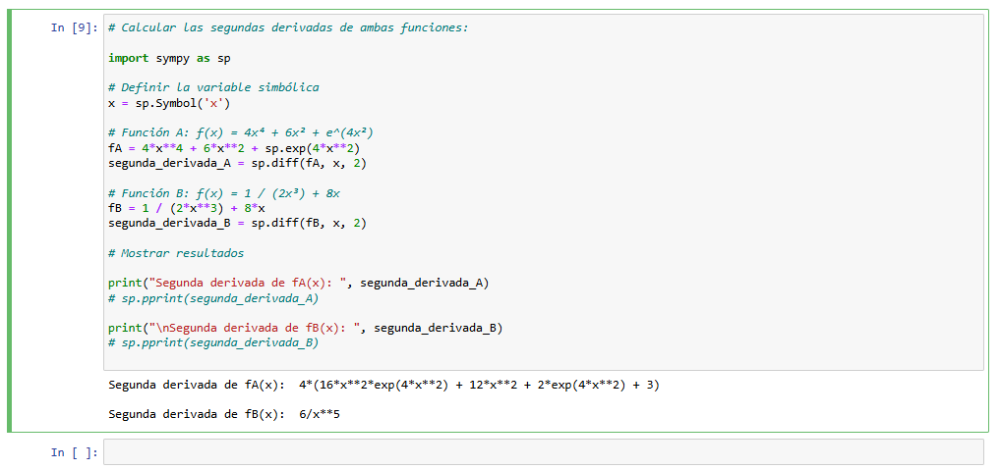 In [9]: # Calcular las segundas derivadas de ambas funciones:
import sympy as sp
# Definir la variable simbólica
x = sp.Symbol('x')
# Función A: f(x) = 4x⁴ + 6x² + e^(4x²)
fA = 4*x**4 + 6*x**2 + sp.exp(4*x**2)
segunda_derivada_A = sp.diff(fA, x, 2)
# Función B: f(x) = 1 / (2x³) + 8x
fB = 1 / (2*x**3) + 8*x
segunda_derivada_B = sp.diff(fB, x, 2)
# Mostrar resultados
print("Segunda derivada de fA(x): ", segunda_derivada_A)
# sp.pprint(segunda_derivada_A)
print("\nSegunda derivada de fB(x): ", segunda_derivada_B)
# sp.pprint(segunda_derivada_B)
Segunda derivada de fA(x):  4*(16*x**2*exp(4*x**2) + 12*x**2 + 2*exp(4*x**2) + 3)
Segunda derivada de fB(x):  6/x**5
In [ ]: